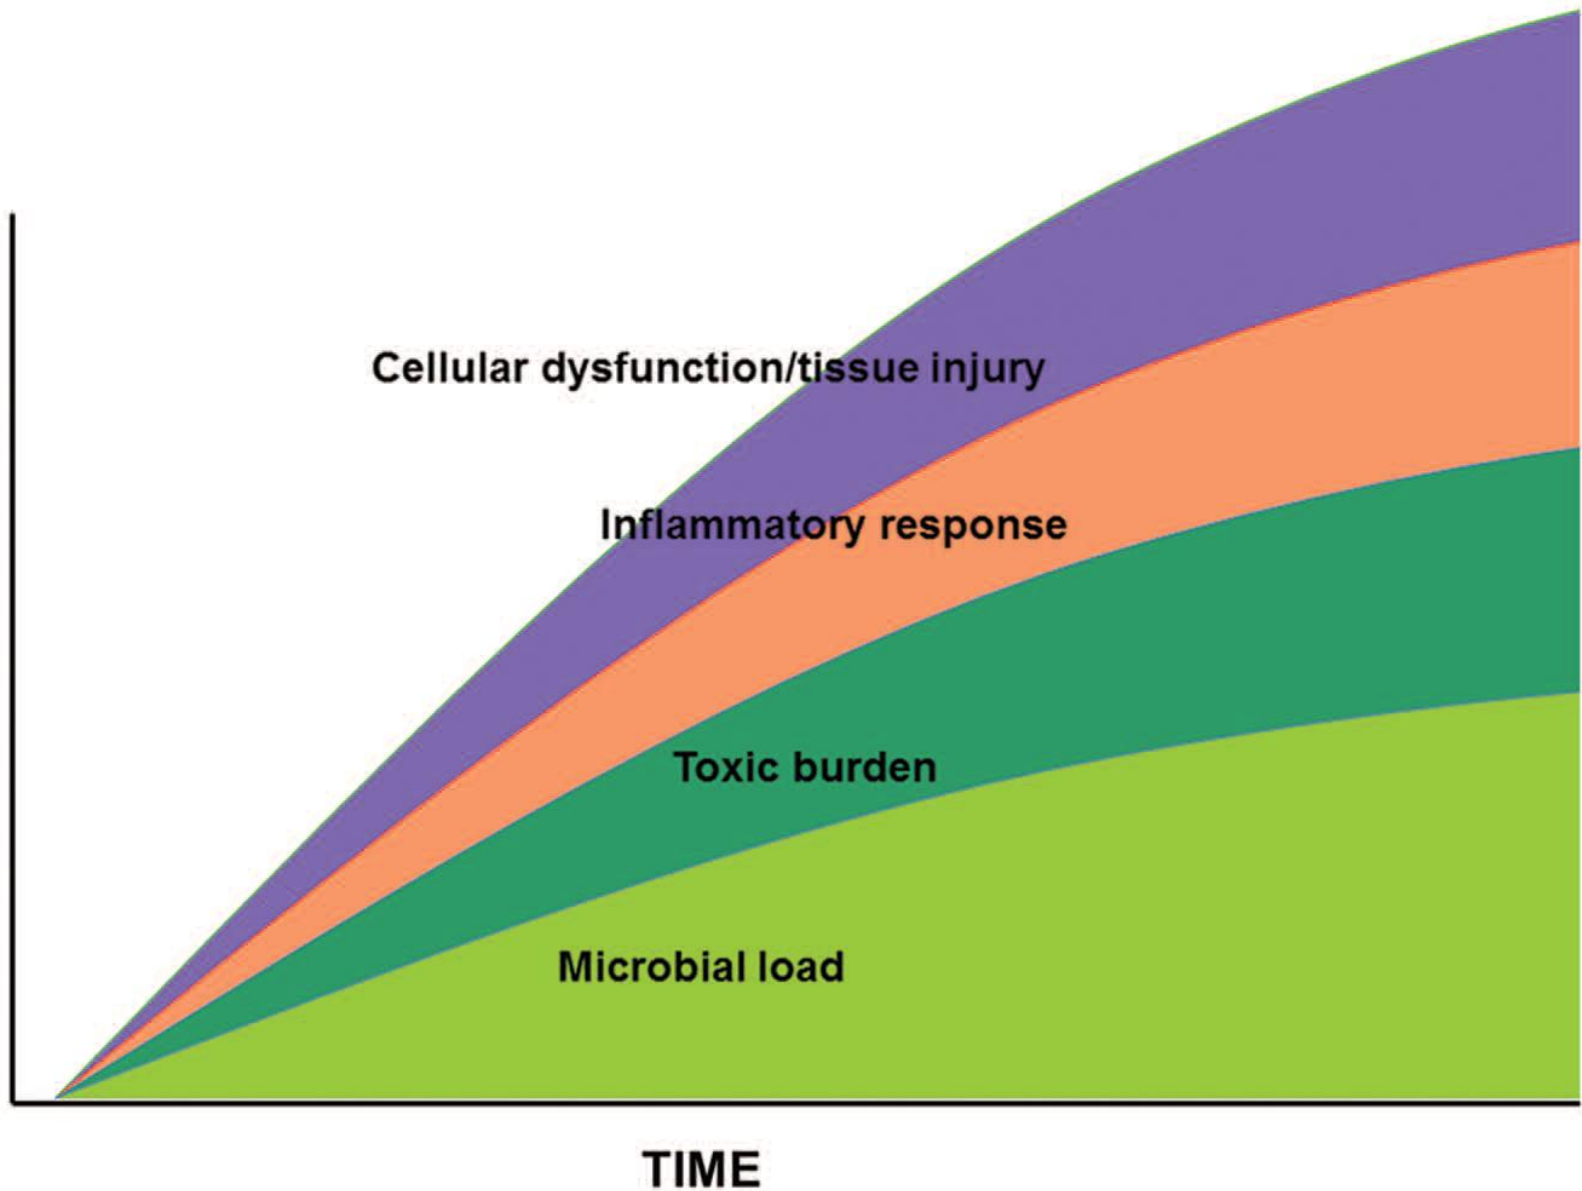 Cellular dysfunction/tissue injury
Inflammatory response
Toxic burden
Microbial load
TIME